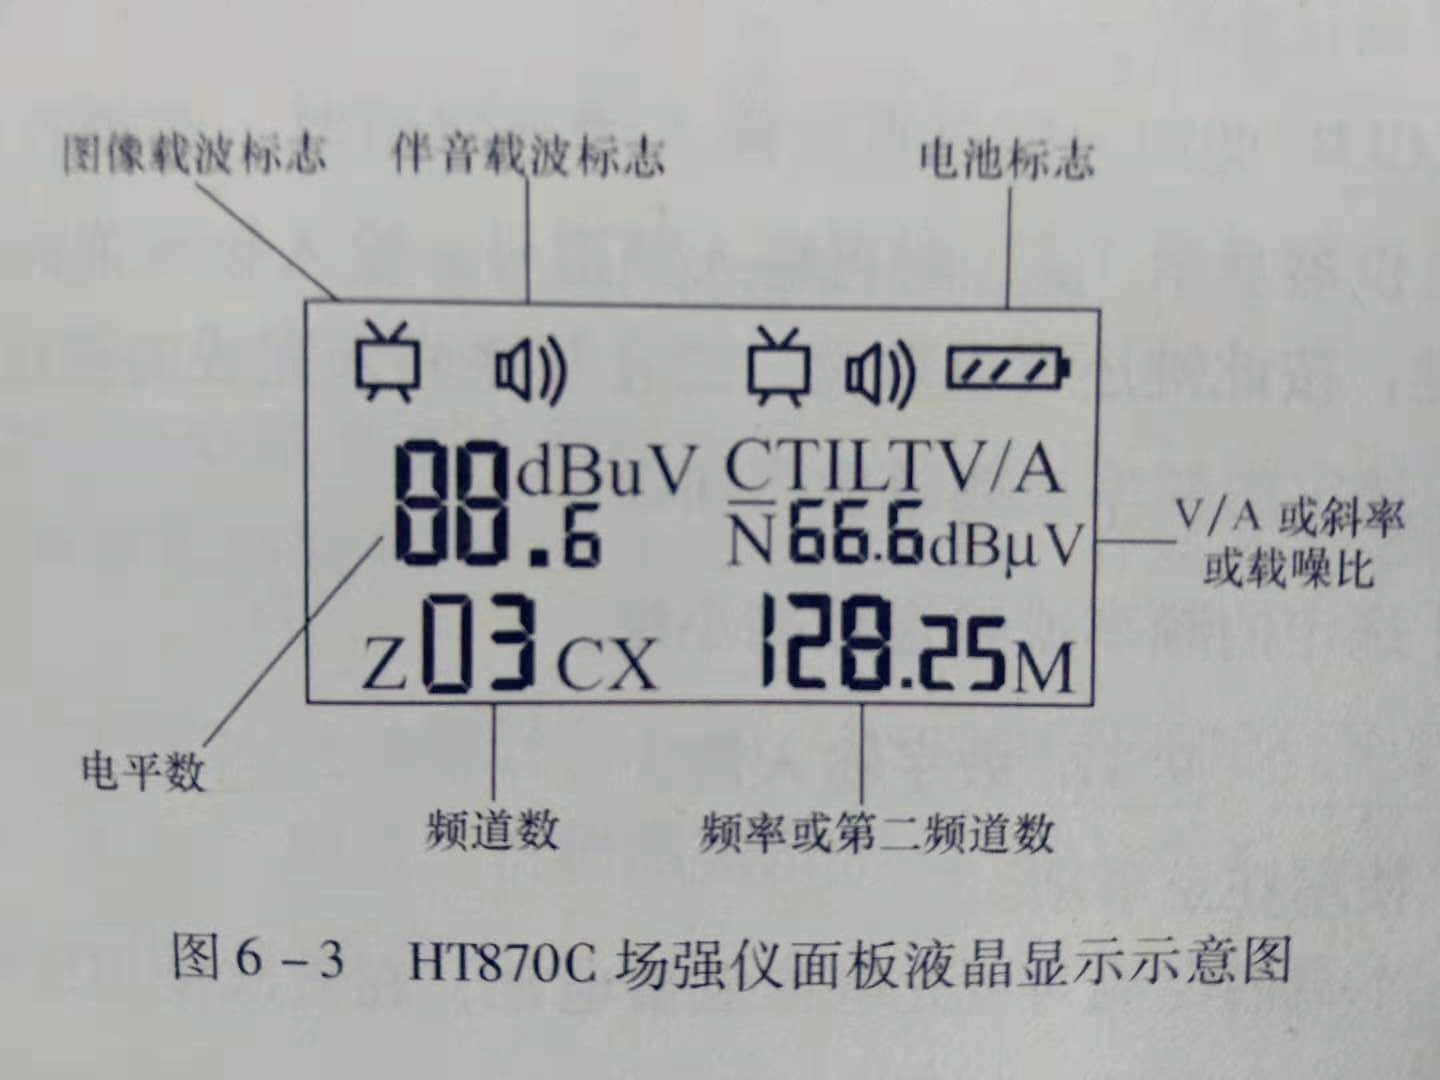 图像载波标志 伴音载波标志 电池标志
88.6 dBuV CTILTV/A
C/N 66.6dBμV
V/A 或斜率
或载噪比
Z03CX 128.25M
电平数
频道数 频率或第二频道数
图 6-3 HT870C 场强仪面板液晶显示示意图